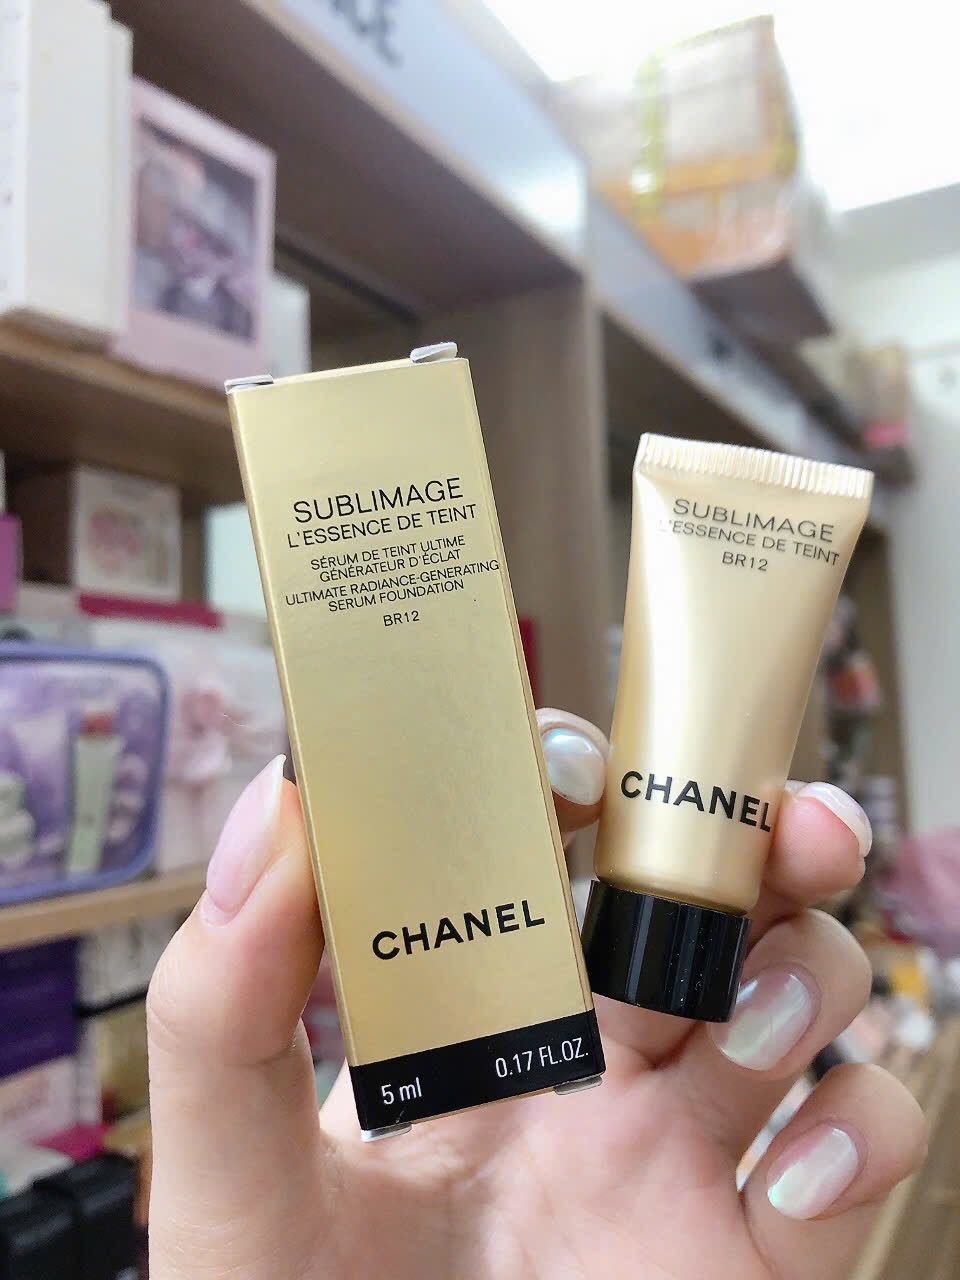 SUBLIMAGE
L'ESSENCE DE TEINT
SÉRUM DE TEINT ULTIME
GÉNÉRATEUR D'ÉCLAT
ULTIMATE RADIANCE-GENERATING
SERUM FOUNDATION
BR12
CHANEL
5 ml 0.17 FL.OZ.
SUBLIMAGE
L'ESSENCE DE TEINT
BR12
CHANEL